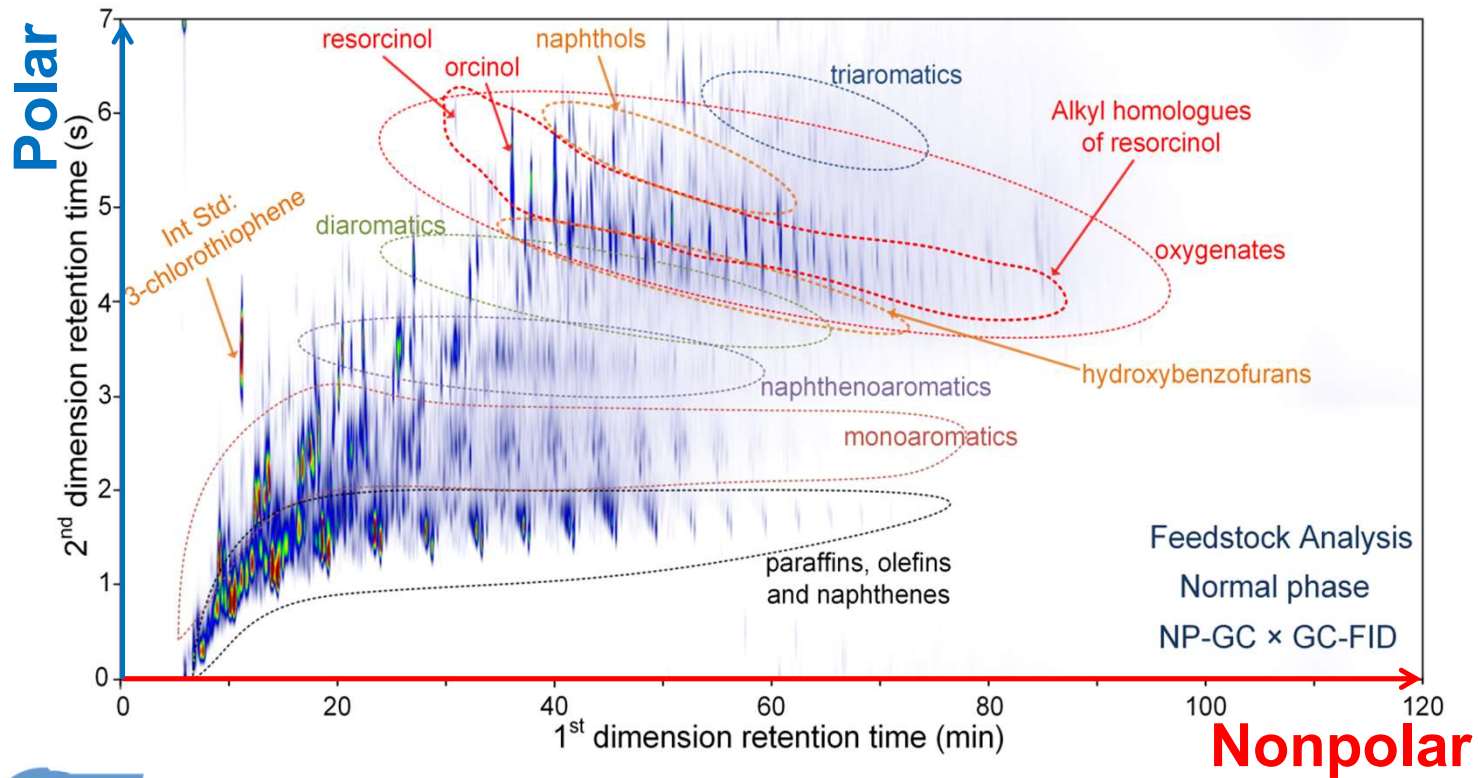 Polar
2nd dimension retention time (s)
7
6
5
4
3
2
1
0
resorcinol
orcinol
naphthols
triaromatics
Alkyl homologues
of resorcinol
Int Std:
3-chlorothiophene
diaromatics
oxygenates
naphthenoaromatics
hydroxybenzofurans
monoaromatics
paraffins, olefins
and naphthenes
Feedstock Analysis
Normal phase
NP-GC × GC-FID
0
20
40
60
80
100
120
1st dimension retention time (min)
Nonpolar